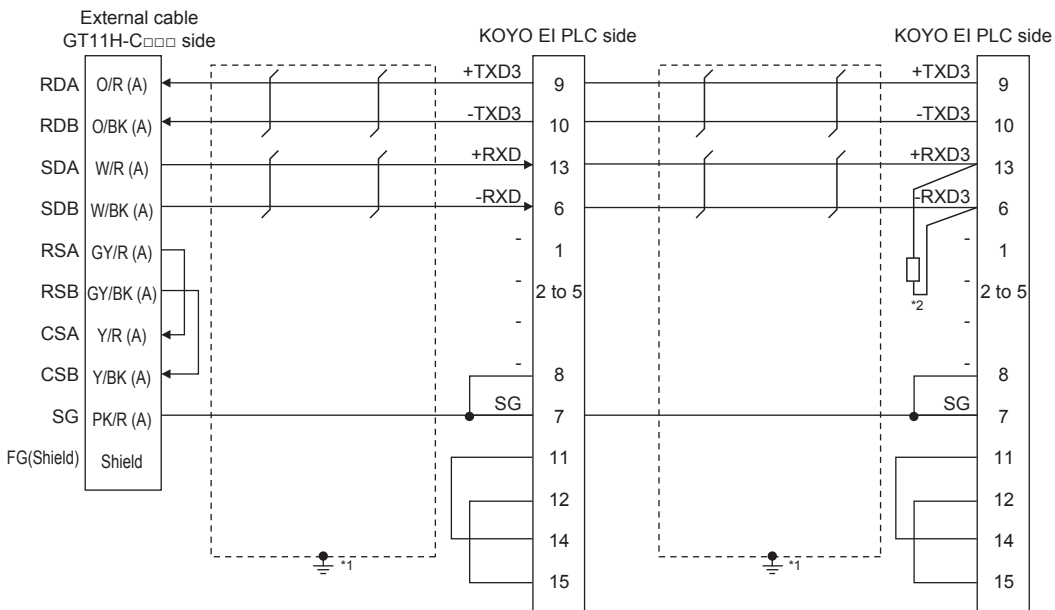 External cable
GT11H-C□□□ side
KOYO EI PLC side
KOYO EI PLC side
RDA O/R (A) +TXD3 9 +TXD3 9
RDB O/BK (A) -TXD3 10 -TXD3 10
SDA W/R (A) +RXD 13 +RXD3 13
SDB W/BK (A) -RXD 6 -RXD3 6
RSA GY/R (A) - 1 - 1
RSB GY/BK (A) - 2 to 5 - 2 to 5
*2
CSA Y/R (A) - -
CSB Y/BK (A) - 8 - 8
SG PK/R (A) SG 7 SG 7
FG(Shield) Shield 11 11
12 12
14 14
*1 *1
15 15